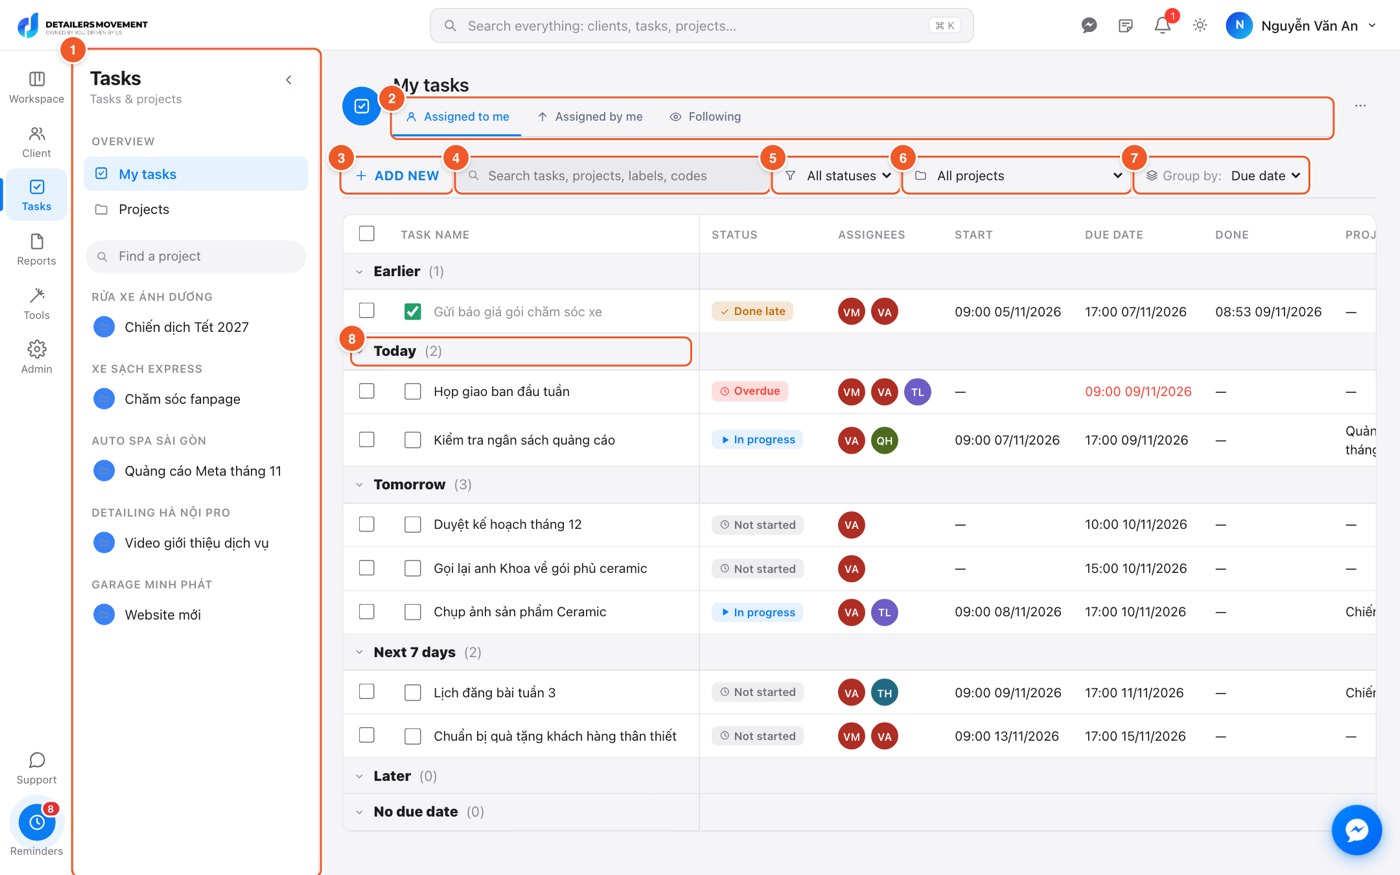 DETAILERS MOVEMENT
OWNED BY YOU, DRIVEN BY US
Search everything: clients, tasks, projects...
⌘ K
1
N
Nguyễn Văn An
Workspace
Client
Tasks
Reports
Tools
Admin
Support
8
Reminders
1
Tasks
Tasks & projects
OVERVIEW
My tasks
Projects
Find a project
RỬA XE ÁNH DƯƠNG
Chiến dịch Tết 2027
XE SẠCH EXPRESS
Chăm sóc fanpage
AUTO SPA SÀI GÒN
Quảng cáo Meta tháng 11
DETAILING HÀ NỘI PRO
Video giới thiệu dịch vụ
GARAGE MINH PHÁT
Website mới
My tasks
2
Assigned to me
Assigned by me
Following
3
+ ADD NEW
4
Search tasks, projects, labels, codes
5
All statuses
6
All projects
7
Group by: Due date
TASK NAME STATUS ASSIGNEES START DUE DATE DONE PROJ
Earlier (1)
Gửi báo giá gói chăm sóc xe Done late VM VA 09:00 05/11/2026 17:00 07/11/2026 08:53 09/11/2026 —
8
Today (2)
Họp giao ban đầu tuần Overdue VM VA TL — 09:00 09/11/2026 — —
Kiểm tra ngân sách quảng cáo In progress VA QH 09:00 07/11/2026 17:00 09/11/2026 — Quản
tháng
Tomorrow (3)
Duyệt kế hoạch tháng 12 Not started VA — 10:00 10/11/2026 — —
Gọi lại anh Khoa về gói phủ ceramic Not started VA — 15:00 10/11/2026 — —
Chụp ảnh sản phẩm Ceramic In progress VA TL 09:00 08/11/2026 17:00 10/11/2026 — Chiến
Next 7 days (2)
Lịch đăng bài tuần 3 Not started VA TH 09:00 09/11/2026 17:00 11/11/2026 — Chiến
Chuẩn bị quà tặng khách hàng thân thiết Not started VM VA 09:00 13/11/2026 17:00 15/11/2026 — —
Later (0)
No due date (0)